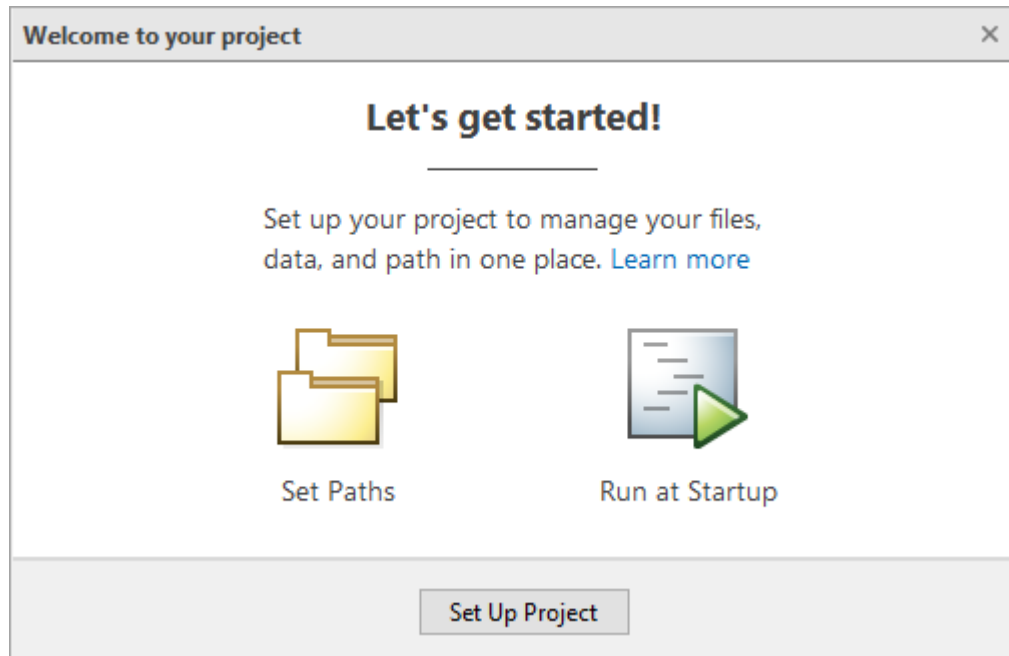 Welcome to your project
Let's get started!
Set up your project to manage your files,
data, and path in one place. Learn more
Set Paths
Run at Startup
Set Up Project